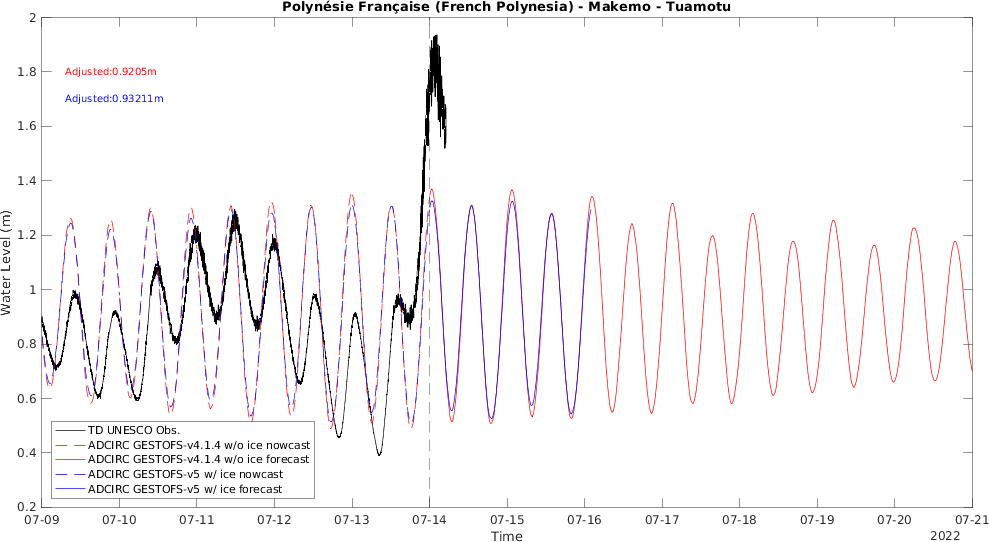 Polynésie Française (French Polynesia) - Makemo - Tuamotu
2
1.8
1.6
1.4
1.2
1
0.8
0.6
0.4
0.2
Water Level (m)
Adjusted:0.9205m
Adjusted:0.93211m
TD UNESCO Obs.
ADCIRC GESTOFS-v4.1.4 w/o ice nowcast
ADCIRC GESTOFS-v4.1.4 w/o ice forecast
ADCIRC GESTOFS-v5 w/ ice nowcast
ADCIRC GESTOFS-v5 w/ ice forecast
07-09 07-10 07-11 07-12 07-13 07-14 07-15 07-16 07-17 07-18 07-19 07-20 07-21
Time
2022